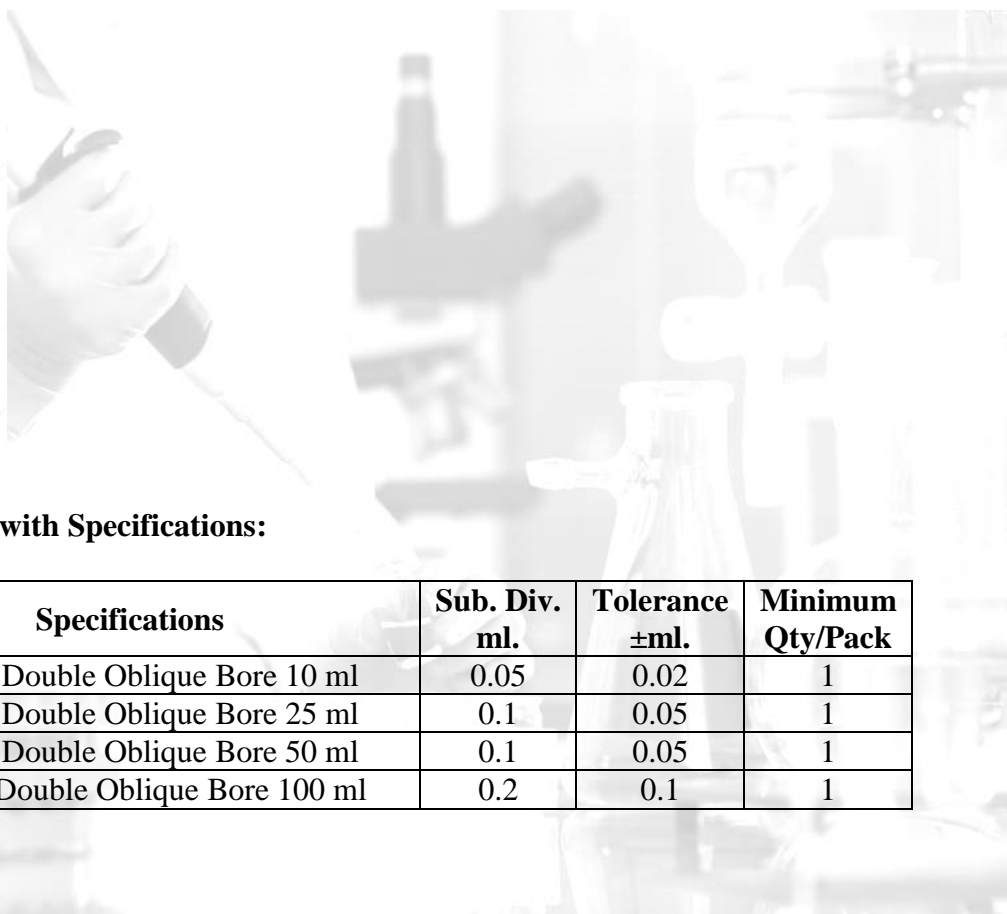 with Specifications:
Specifications Sub. Div. ml. Tolerance ±ml. Minimum Qty/Pack
Double Oblique Bore 10 ml 0.05 0.02 1
Double Oblique Bore 25 ml 0.1 0.05 1
Double Oblique Bore 50 ml 0.1 0.05 1
Double Oblique Bore 100 ml 0.2 0.1 1